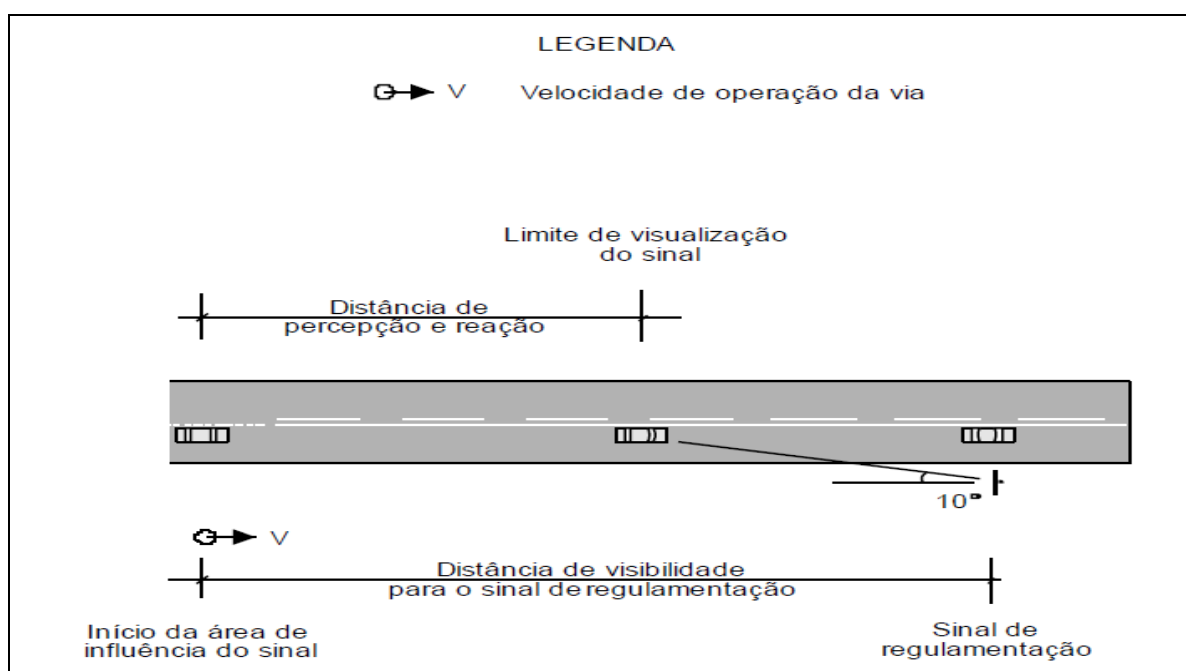 LEGENDA
V Velocidade de operação da via
Limite de visualização
do sinal
Distância de
percepção e reação
10°
V
Distância de visibilidade
para o sinal de regulamentação
Início da área de
influência do sinal
Sinal de
regulamentação